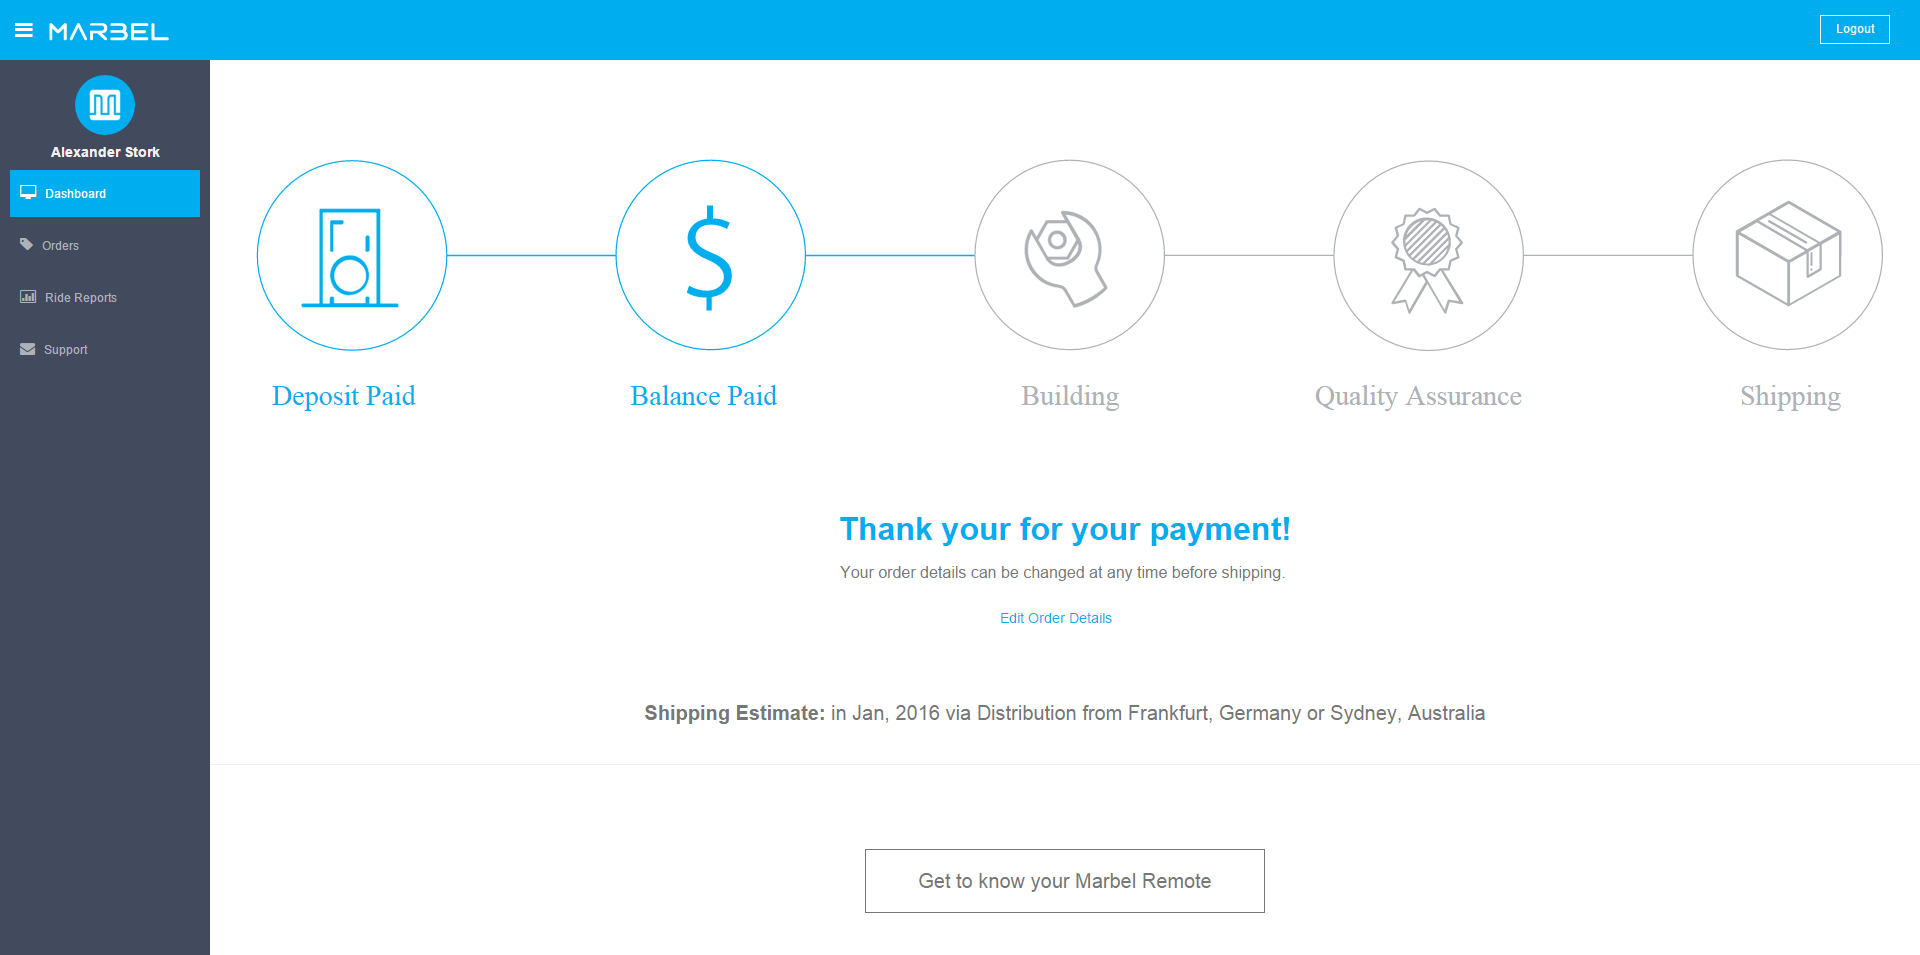 MARBEL
Logout
Alexander Stork
Dashboard
Orders
Ride Reports
Support
Deposit Paid
Balance Paid
Building
Quality Assurance
Shipping
Thank your for your payment!
Your order details can be changed at any time before shipping.
Edit Order Details
Shipping Estimate: in Jan, 2016 via Distribution from Frankfurt, Germany or Sydney, Australia
Get to know your Marbel Remote